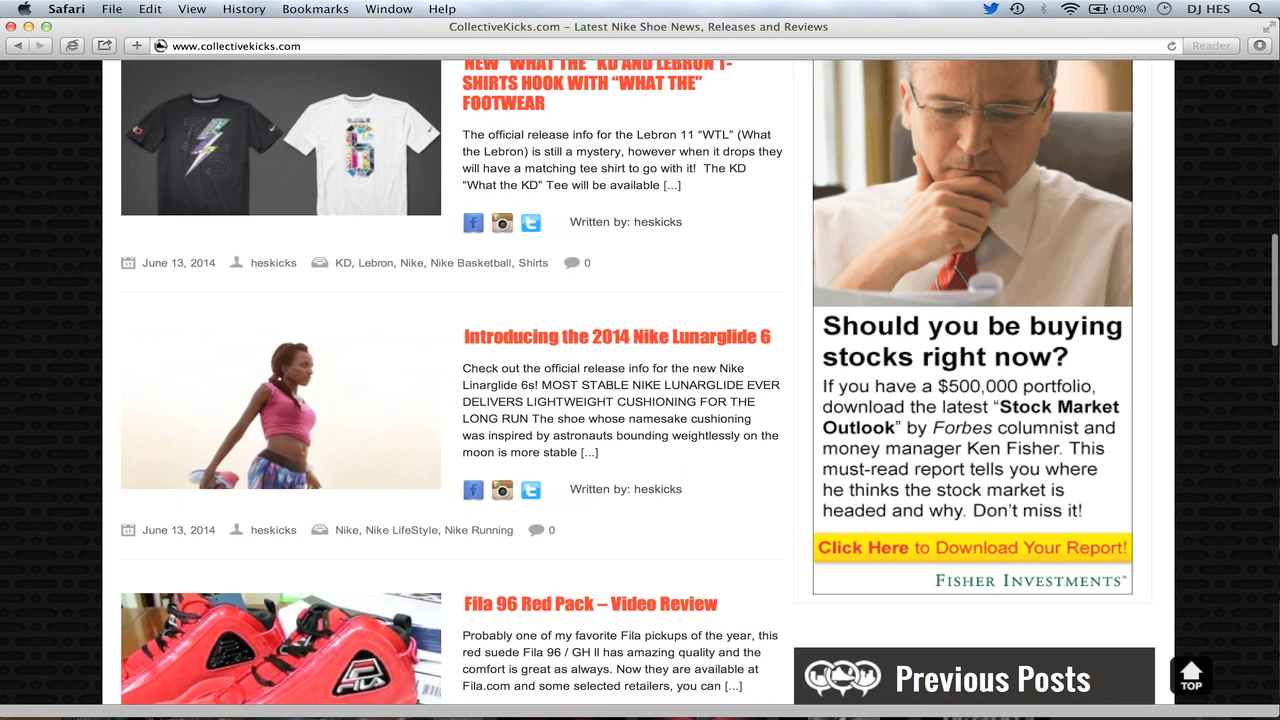 Safari File Edit View History Bookmarks Window Help (100%) DJ HES
CollectiveKicks.com – Latest Nike Shoe News, Releases and Reviews
www.collectivekicks.com Reader
NEW "WHAT THE" KD AND LEBRON T-
SHIRTS HOOK WITH “WHAT THE”
FOOTWEAR
The official release info for the Lebron 11 “WTL” (What
the Lebron) is still a mystery, however when it drops they
will have a matching tee shirt to go with it!  The KD
“What the KD” Tee will be available [...]
Written by: heskicks
June 13, 2014 heskicks KD, Lebron, Nike, Nike Basketball, Shirts 0
Introducing the 2014 Nike Lunarglide 6
Check out the official release info for the new Nike
Linarglide 6s! MOST STABLE NIKE LUNARGLIDE EVER
DELIVERS LIGHTWEIGHT CUSHIONING FOR THE
LONG RUN The shoe whose namesake cushioning
was inspired by astronauts bounding weightlessly on the
moon is more stable [...]
Written by: heskicks
June 13, 2014 heskicks Nike, Nike LifeStyle, Nike Running 0
Fila 96 Red Pack – Video Review
Probably one of my favorite Fila pickups of the year, this
red suede Fila 96 / GH II has amazing quality and the
comfort is great as always. Now they are available at
Fila.com and some selected retailers, you can [...]
Should you be buying
stocks right now?
If you have a $500,000 portfolio,
download the latest “Stock Market
Outlook” by Forbes columnist and
money manager Ken Fisher. This
must-read report tells you where
he thinks the stock market is
headed and why. Don’t miss it!
Click Here to Download Your Report!
FISHER INVESTMENTS®
Previous Posts
TOP